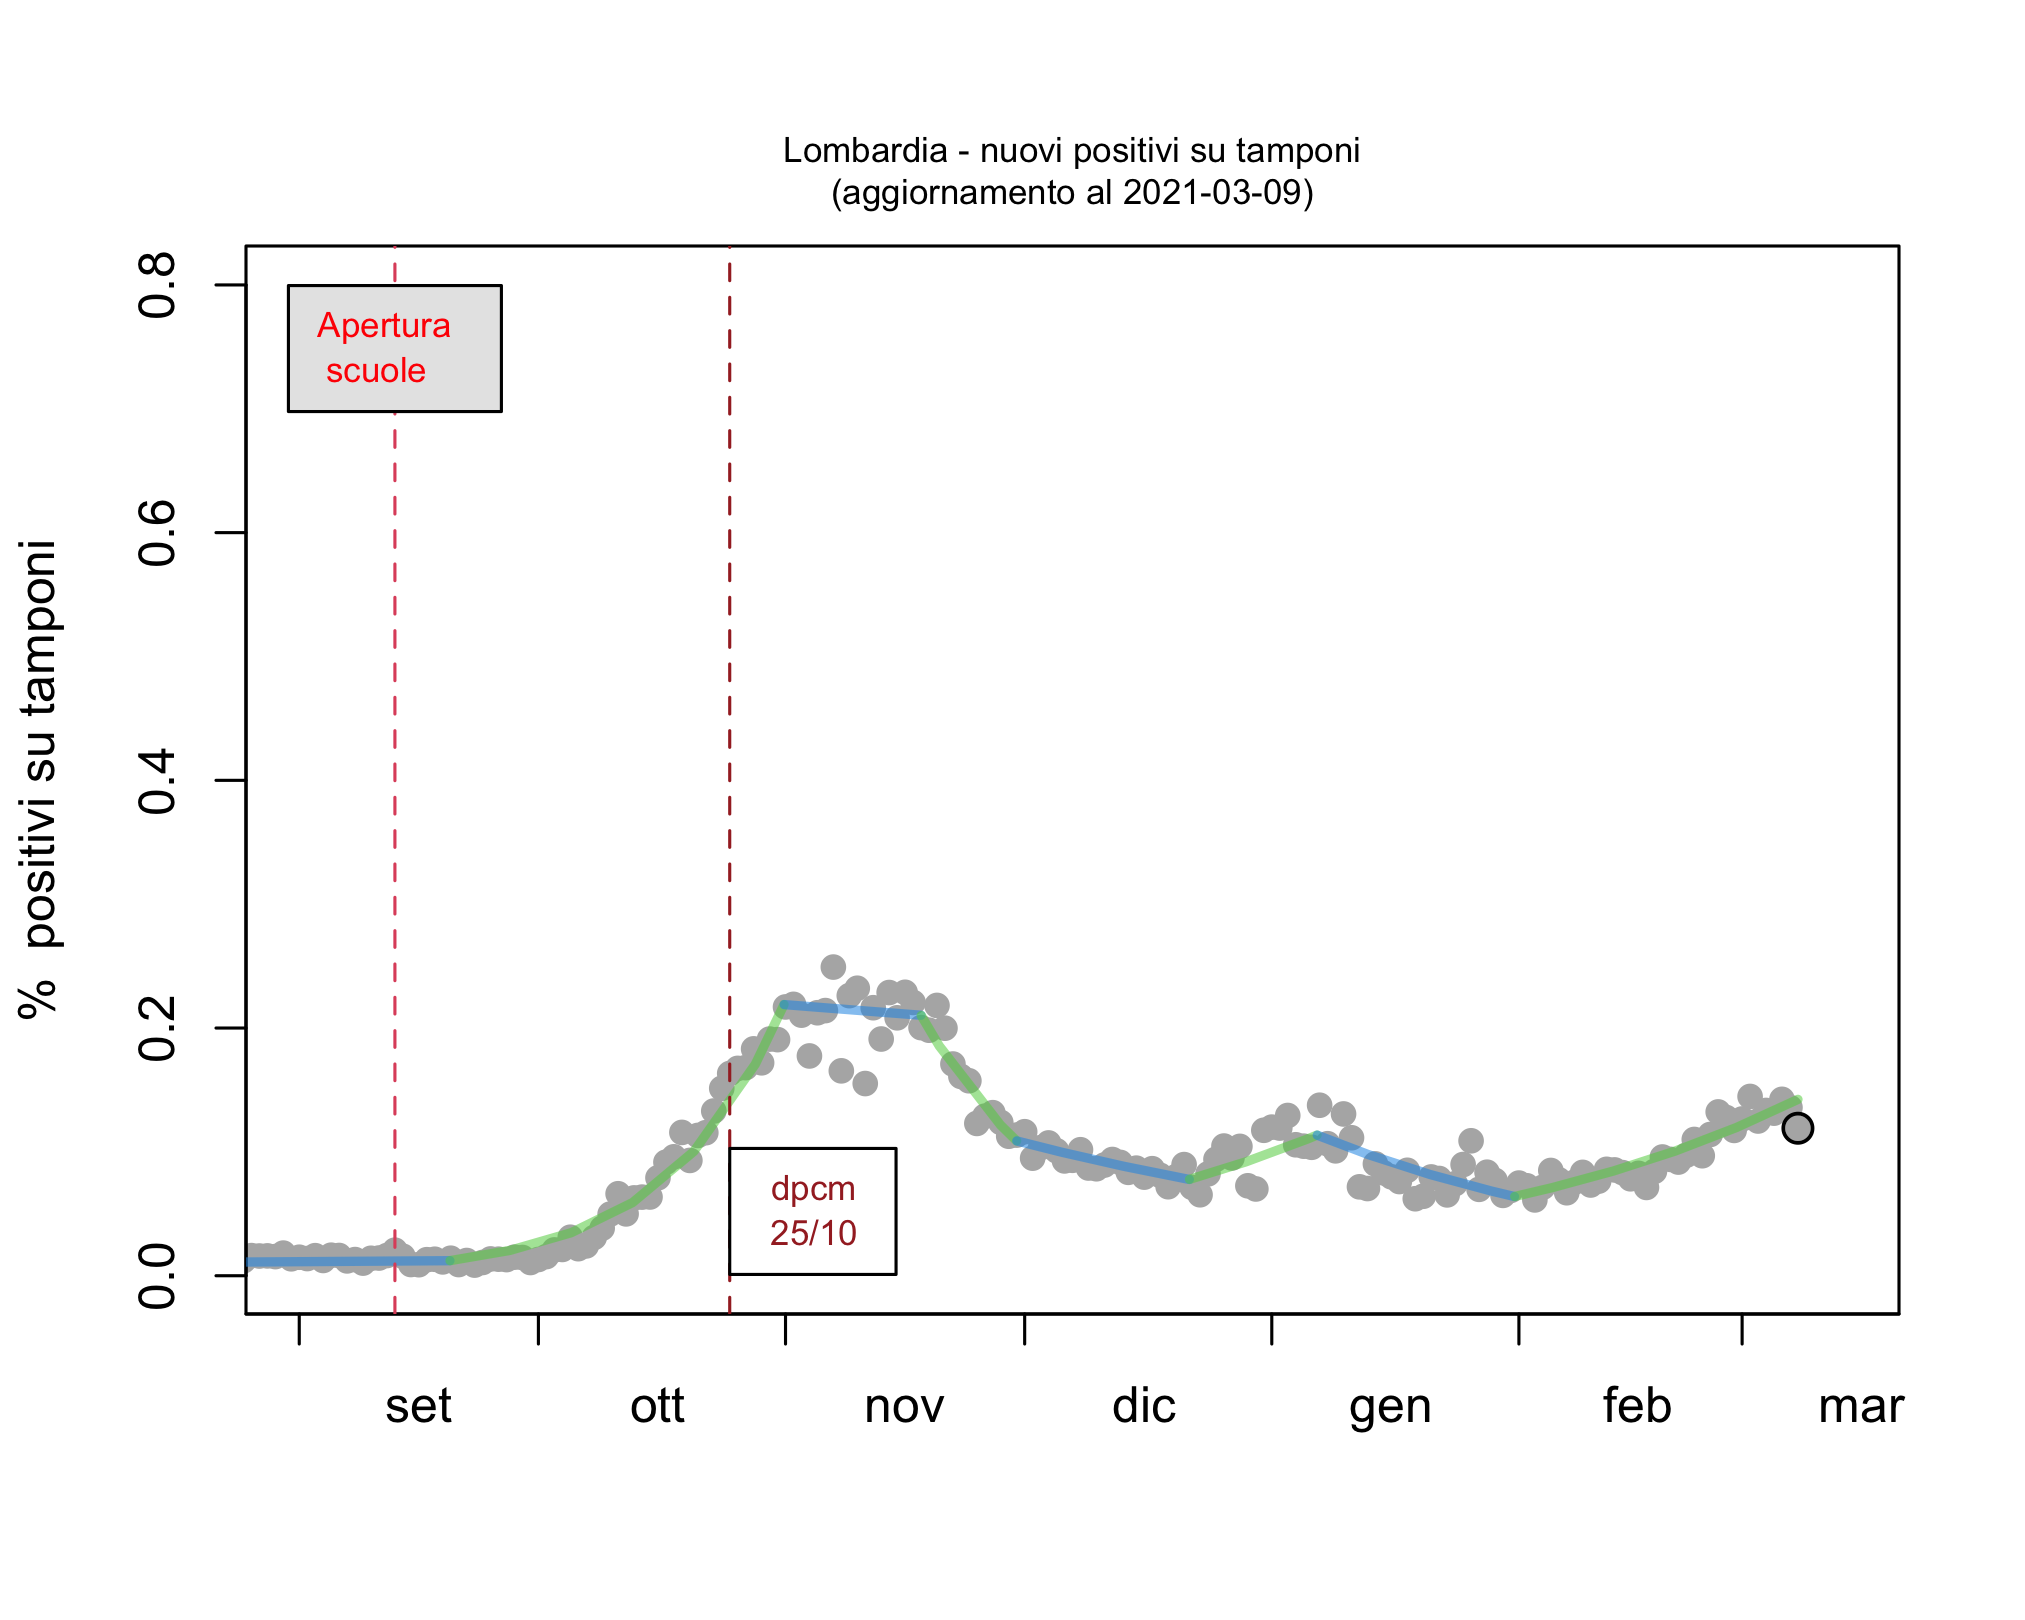 Lombardia - nuovi positivi su tamponi
(aggiornamento al 2021-03-09)
% positivi su tamponi
0.8
0.6
0.4
0.2
0.0
Apertura
scuole
dpcm
25/10
set ott nov dic gen feb mar